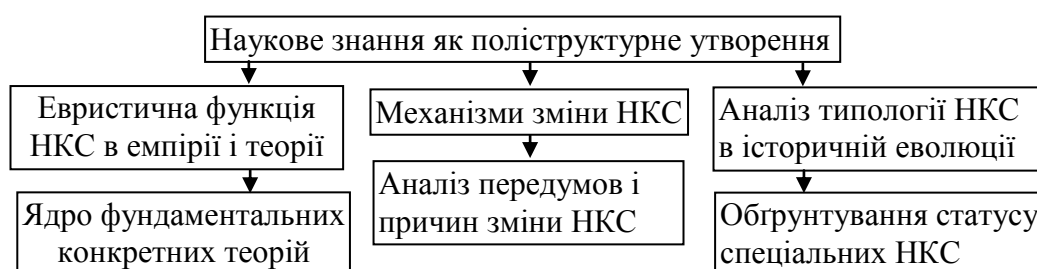 Наукове знання як поліструктурне утворення
Евристична функція
НКС в емпірії і теорії
Механізми зміни НКС
Аналіз типології НКС
в історичній еволюції
Ядро фундаментальних
конкретних теорій
Аналіз передумов і
причин зміни НКС
Обґрунтування статусу
спеціальних НКС